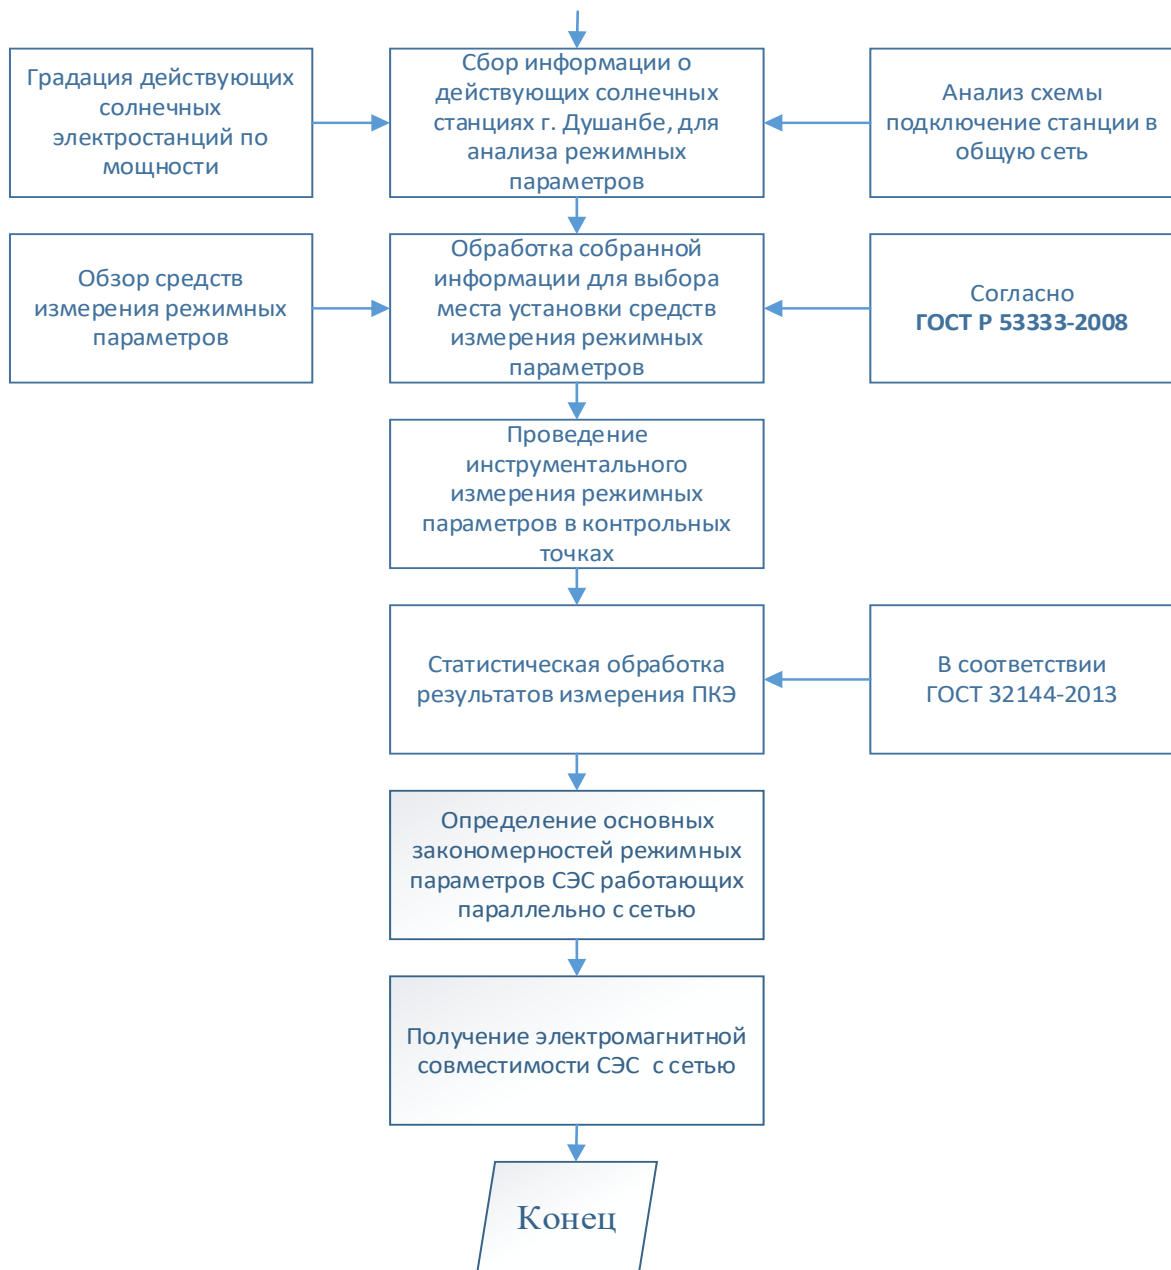 Градация действующих
солнечных
электростанций по
мощности
Сбор информации о
действующих солнечных
станциях г. Душанбе, для
анализа режимных
параметров
Анализ схемы
подключение станции в
общую сеть
Обзор средств
измерения режимных
параметров
Обработка собранной
информации для выбора
места установки средств
измерения режимных
параметров
Согласно
ГОСТ Р 53333-2008
Проведение
инструментального
измерения режимных
параметров в контрольных
точках
Статистическая обработка
результатов измерения ПКЭ
В соответствии
ГОСТ 32144-2013
Определение основных
закономерностей режимных
параметров СЭС работающих
параллельно с сетью
Получение электромагнитной
совместимости СЭС с сетью
Конец